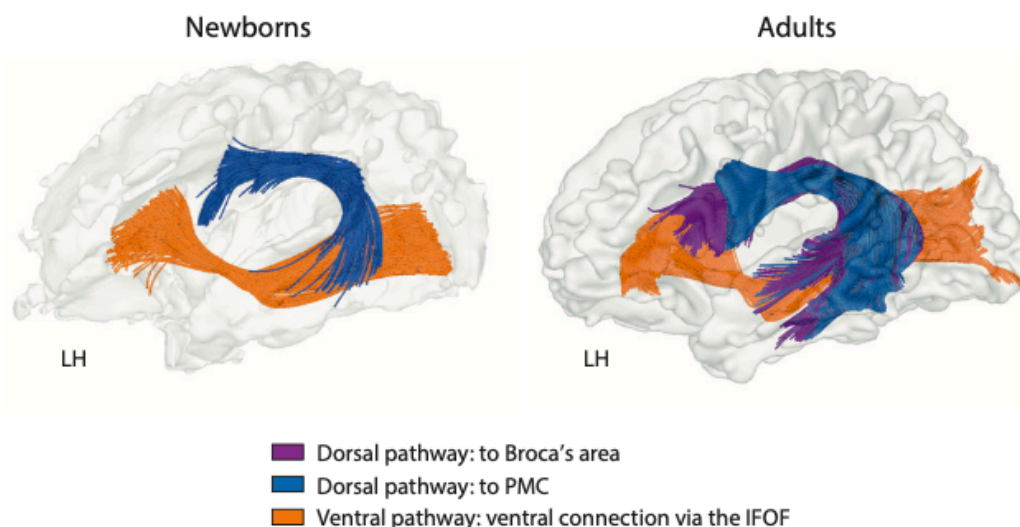 Newborns
Adults
LH
LH
Dorsal pathway: to Broca's area
Dorsal pathway: to PMC
Ventral pathway: ventral connection via the IFOF